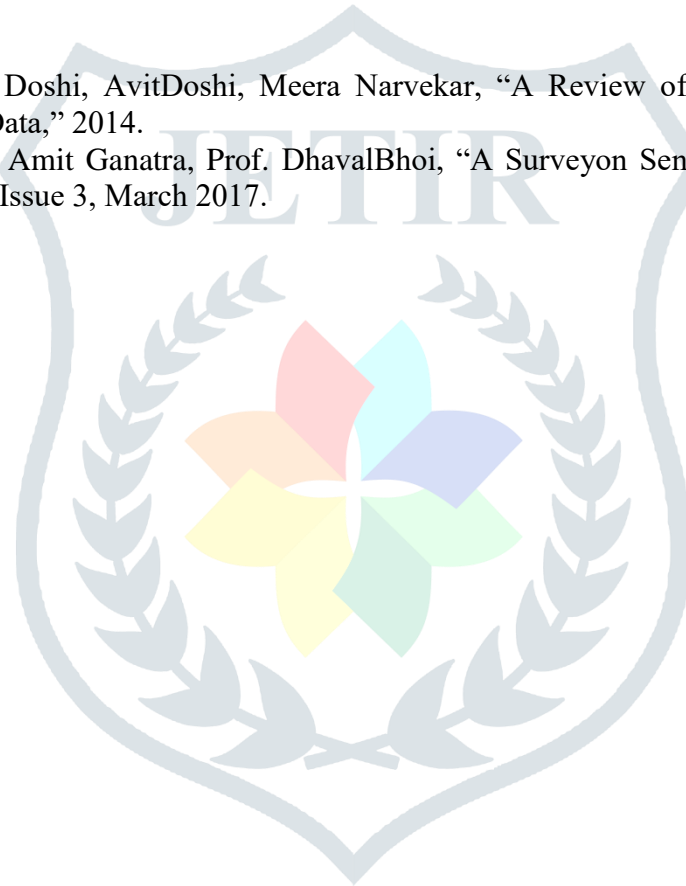 Doshi, AvitDoshi, Meera Narvekar, “A Review of
Data,” 2014.
Amit Ganatra, Prof. DhavalBhoi, “A Surveyon Sen
Issue 3, March 2017.
JETIR